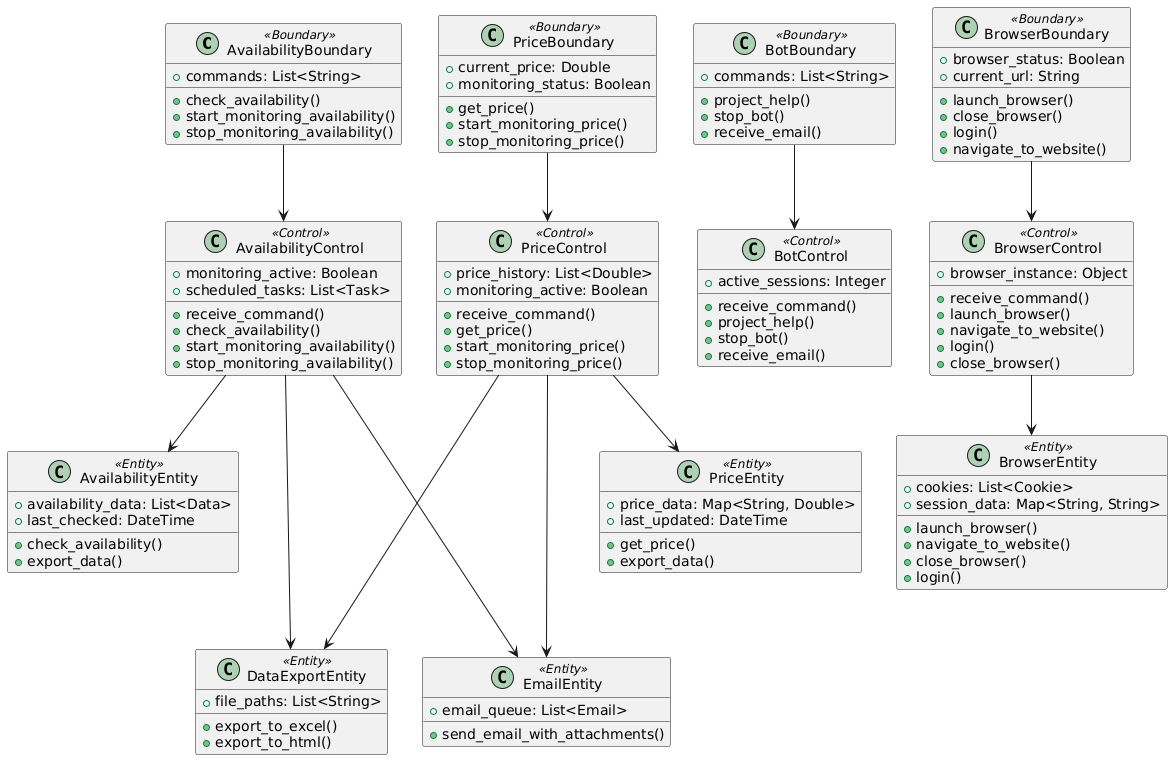 «Boundary»
C AvailabilityBoundary
commands: List<String>
check_availability()
start_monitoring_availability()
stop_monitoring_availability()
«Boundary»
C PriceBoundary
current_price: Double
monitoring_status: Boolean
get_price()
start_monitoring_price()
stop_monitoring_price()
«Boundary»
C BotBoundary
commands: List<String>
project_help()
stop_bot()
receive_email()
«Boundary»
C BrowserBoundary
browser_status: Boolean
current_url: String
launch_browser()
close_browser()
login()
navigate_to_website()
«Control»
C AvailabilityControl
monitoring_active: Boolean
scheduled_tasks: List<Task>
receive_command()
check_availability()
start_monitoring_availability()
stop_monitoring_availability()
«Control»
C PriceControl
price_history: List<Double>
monitoring_active: Boolean
receive_command()
get_price()
start_monitoring_price()
stop_monitoring_price()
«Control»
C BotControl
active_sessions: Integer
receive_command()
project_help()
stop_bot()
receive_email()
«Control»
C BrowserControl
browser_instance: Object
receive_command()
launch_browser()
navigate_to_website()
login()
close_browser()
«Entity»
C AvailabilityEntity
availability_data: List<Data>
last_checked: DateTime
check_availability()
export_data()
«Entity»
C PriceEntity
price_data: Map<String, Double>
last_updated: DateTime
get_price()
export_data()
«Entity»
C BrowserEntity
cookies: List<Cookie>
session_data: Map<String, String>
launch_browser()
navigate_to_website()
close_browser()
login()
«Entity»
C DataExportEntity
file_paths: List<String>
export_to_excel()
export_to_html()
«Entity»
C EmailEntity
email_queue: List<Email>
send_email_with_attachments()